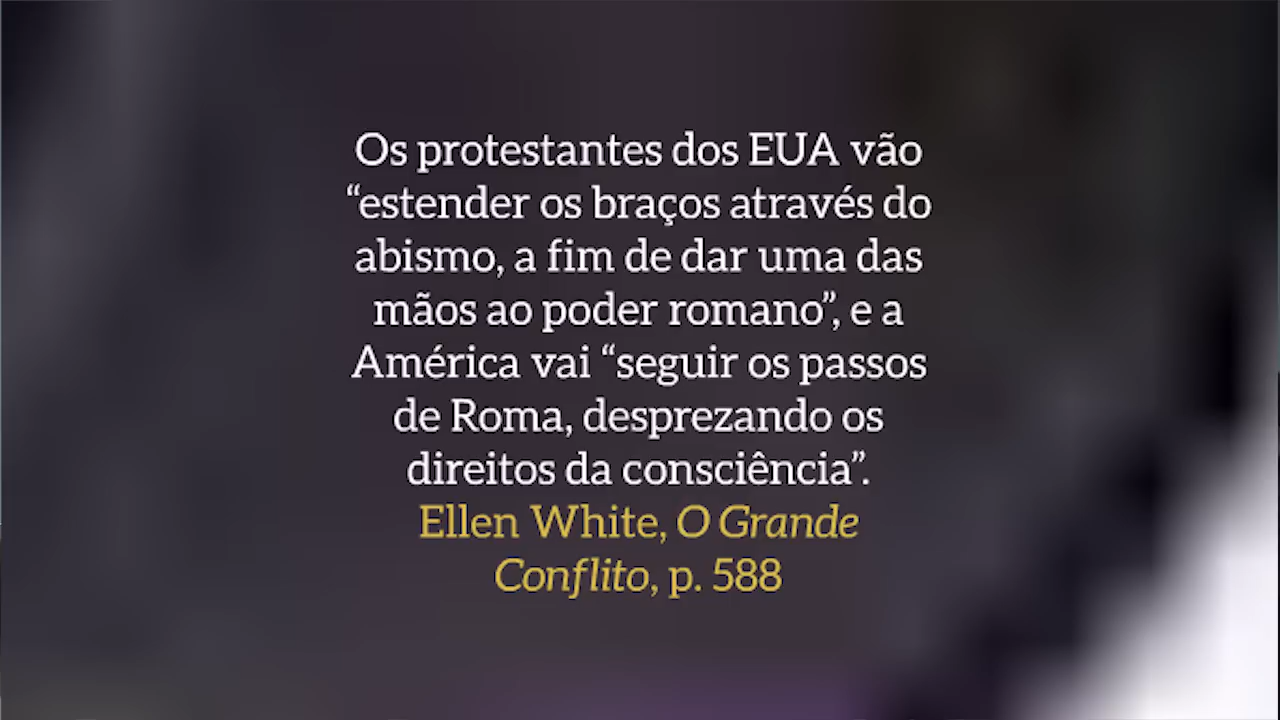 Os protestantes dos EUA vão
“estender os braços através do
abismo, a fim de dar uma das
mãos ao poder romano”, e a
América vai “seguir os passos
de Roma, desprezando os
direitos da consciência”.
Ellen White, O Grande
Conflito, p. 588